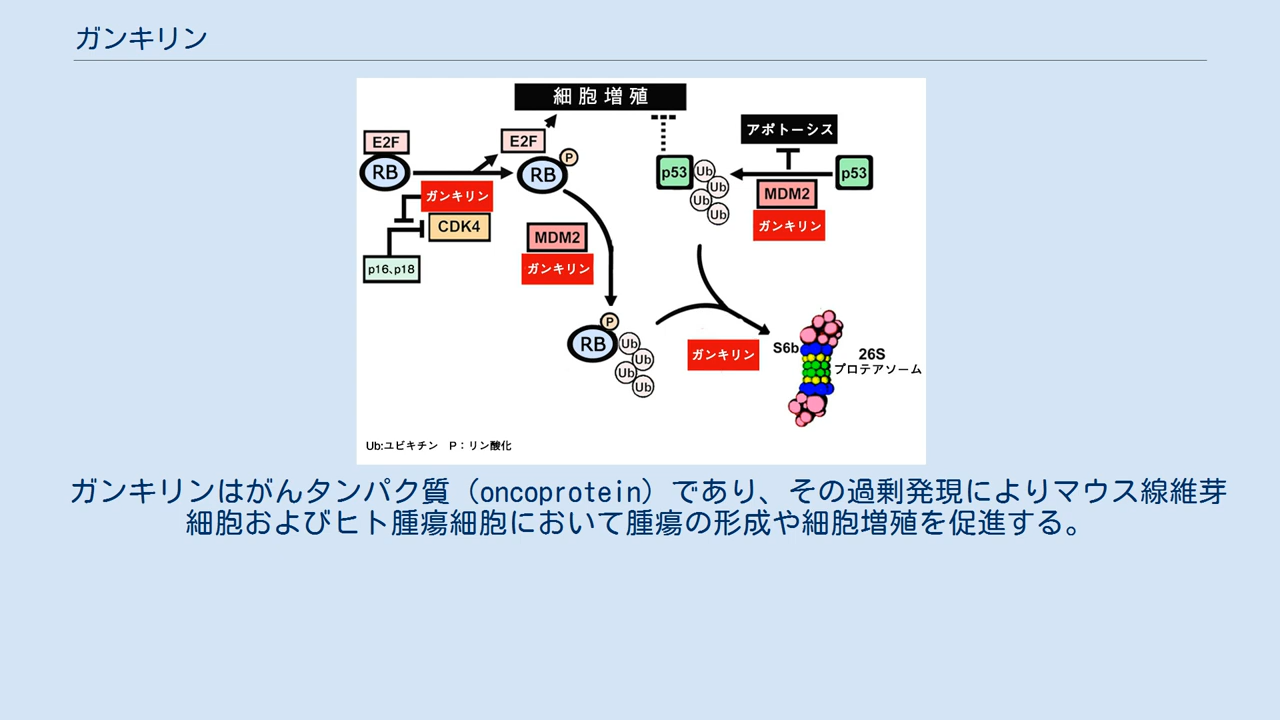 ガンキリン
細胞増殖
E2F
RB
E2F
RB
P
ガンキリン
CDK4
p16、p18
MDM2
ガンキリン
p53
Ub
Ub
Ub
Ub
アポトーシス
p53
MDM2
ガンキリン
RB
P
Ub
Ub
Ub
Ub
ガンキリン
S6b
26S
プロテアソーム
Ub:ユビキチン P：リン酸化
ガンキリンはがんタンパク質（oncoprotein）であり、その過剰発現によりマウス線維芽
細胞およびヒト腫瘍細胞において腫瘍の形成や細胞増殖を促進する。